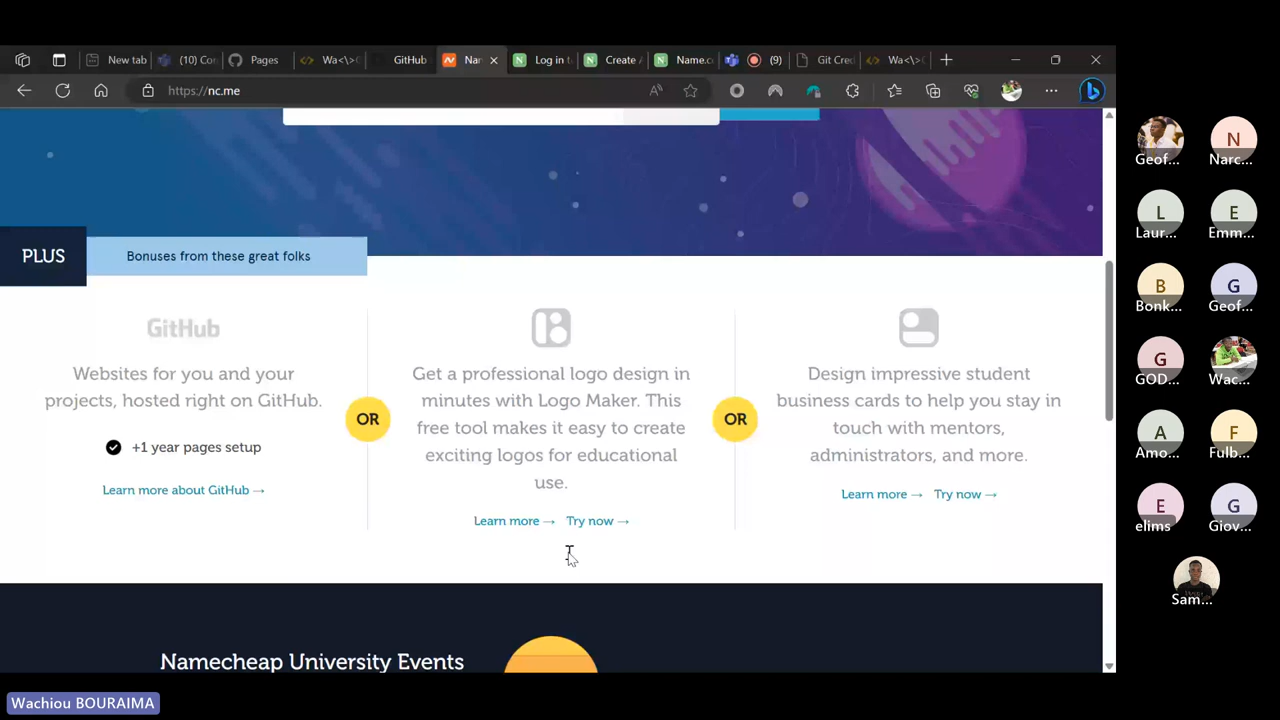 New tab
(10) Co
Pages
Wa<\>
GitHub
Na
Log in t
Create
Name.c
(9)
Git Cre
Wa<\>
https://nc.me
PLUS
Bonuses from these great folks
GitHub
Websites for you and your
projects, hosted right on GitHub.
+1 year pages setup
Learn more about GitHub →
OR
Get a professional logo design in
minutes with Logo Maker. This
free tool makes it easy to create
exciting logos for educational
use.
Learn more → Try now →
OR
Design impressive student
business cards to help you stay in
touch with mentors,
administrators, and more.
Learn more → Try now →
Namecheap University Events
Geof...
N
Narc...
L
Laur...
E
Emm...
B
Bonk...
G
Geof...
G
GOD...
Wac...
A
Amo...
F
Fulb...
E
elims
G
Giov...
Sam...
Wachiou BOURAIMA